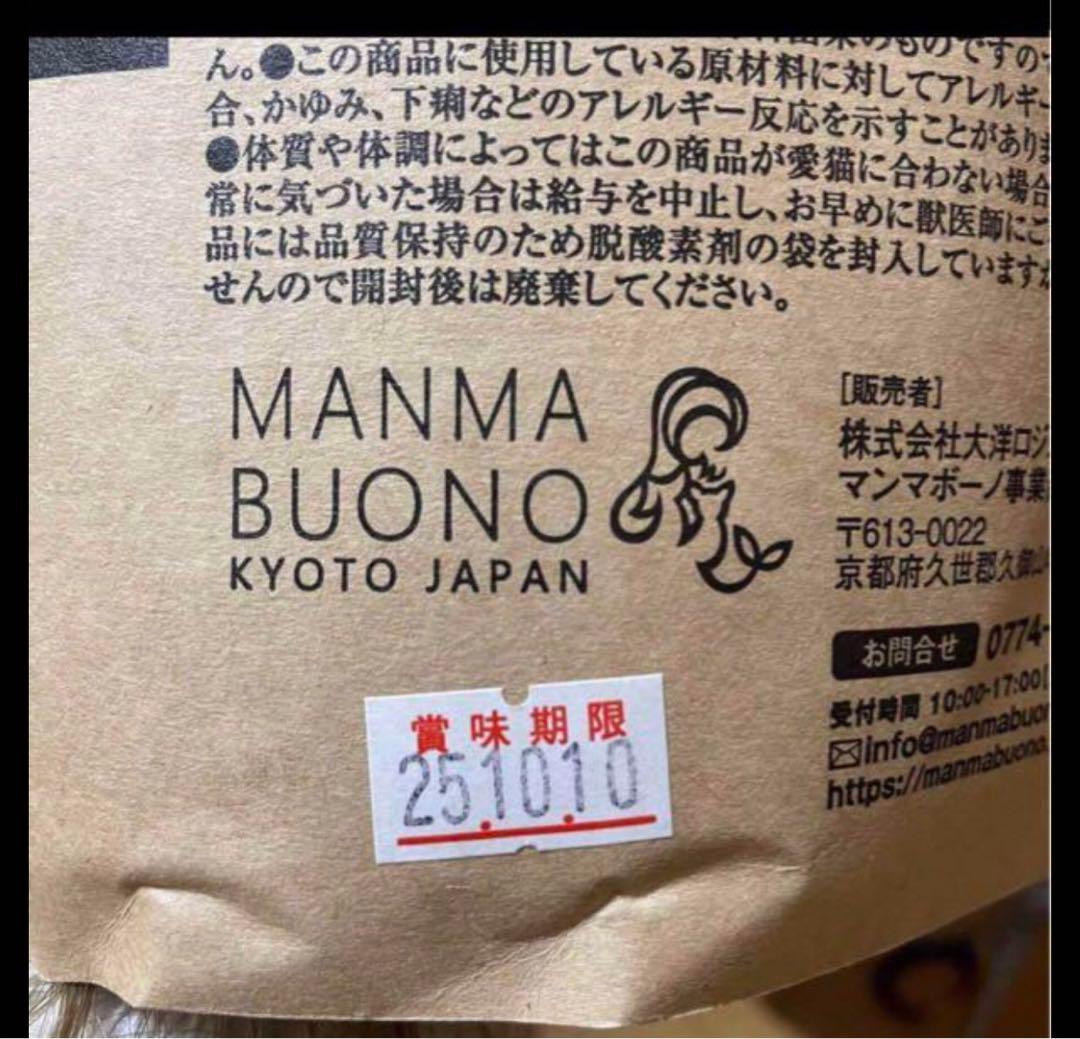 のものですので
ん。●この商品に使用している原材料に対してアレルギー
合、かゆみ、下痢などのアレルギー反応を示すことがありま
●体質や体調によってはこの商品が愛猫に合わない場合
常に気づいた場合は給与を中止し、お早めに獣医師にご
品には品質保持のため脱酸素剤の袋を封入しています
せんので開封後は廃棄してください。
MANMA
BUONO
KYOTO JAPAN
[販売者]
株式会社大洋ロジ
マンマボーノ事業
〒613-0022
京都府久世郡久御山
お問合せ 0774-
受付時間 10:00-17:00[
info@manmabuon
https://manmabuono.
賞味期限
25.10.10